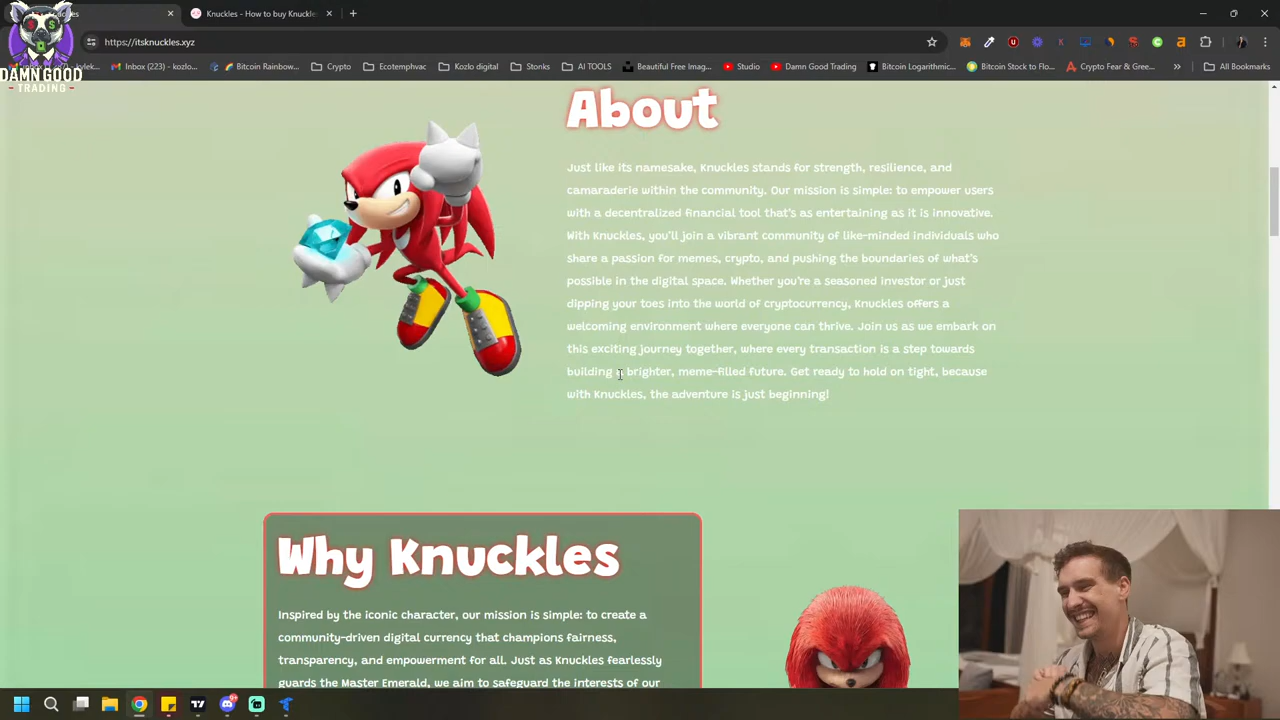 Knuckles - How to buy Knuckle
https://itsknuckles.xyz
DAMN GOOD
- TRADING -
Inbox (223) - kozlo...
Bitcoin Rainbow...
Crypto
Ecotemphvac
Kozlo digital
Stonks
AI TOOLS
Beautiful Free Imag...
Studio
Damn Good Trading
Bitcoin Logarithmic...
Bitcoin Stock to Flo...
Crypto Fear & Gree...
All Bookmarks
About
Just like its namesake, Knuckles stands for strength, resilience, and
camaraderie within the community. Our mission is simple: to empower users
with a decentralized financial tool that's as entertaining as it is innovative.
With Knuckles, you'll join a vibrant community of like-minded individuals who
share a passion for memes, crypto, and pushing the boundaries of what's
possible in the digital space. Whether you're a seasoned investor or just
dipping your toes into the world of cryptocurrency, Knuckles offers a
welcoming environment where everyone can thrive. Join us as we embark on
this exciting journey together, where every transaction is a step towards
building a brighter, meme-filled future. Get ready to hold on tight, because
with Knuckles, the adventure is just beginning!
Why Knuckles
Inspired by the iconic character, our mission is simple: to create a
community-driven digital currency that champions fairness,
transparency, and empowerment for all. Just as Knuckles fearlessly
guards the Master Emerald, we aim to safeguard the interests of our